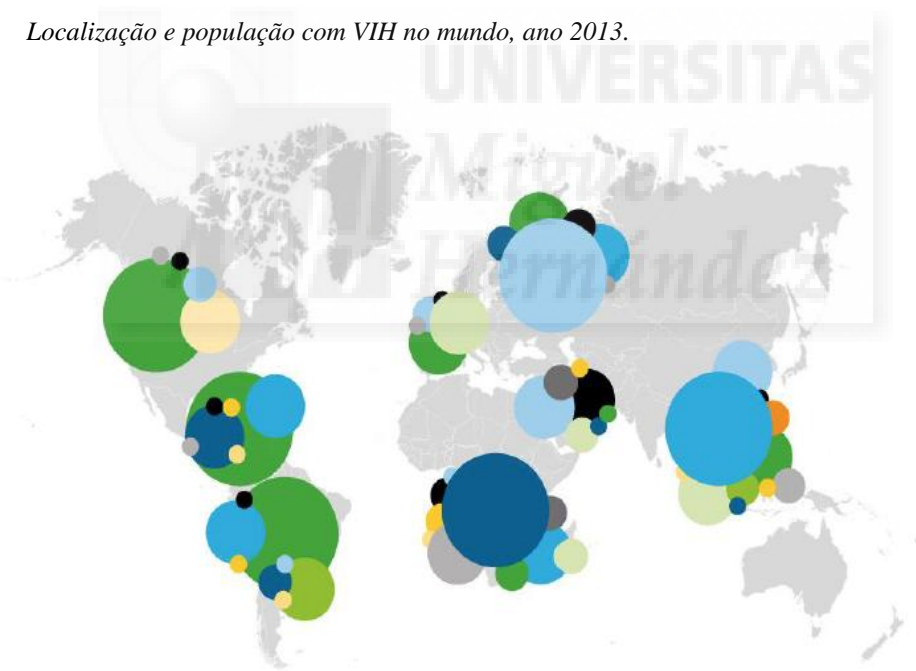 Localização e população com VIH no mundo, ano 2013.
UNIVERSITAS
Miguel
Hernández